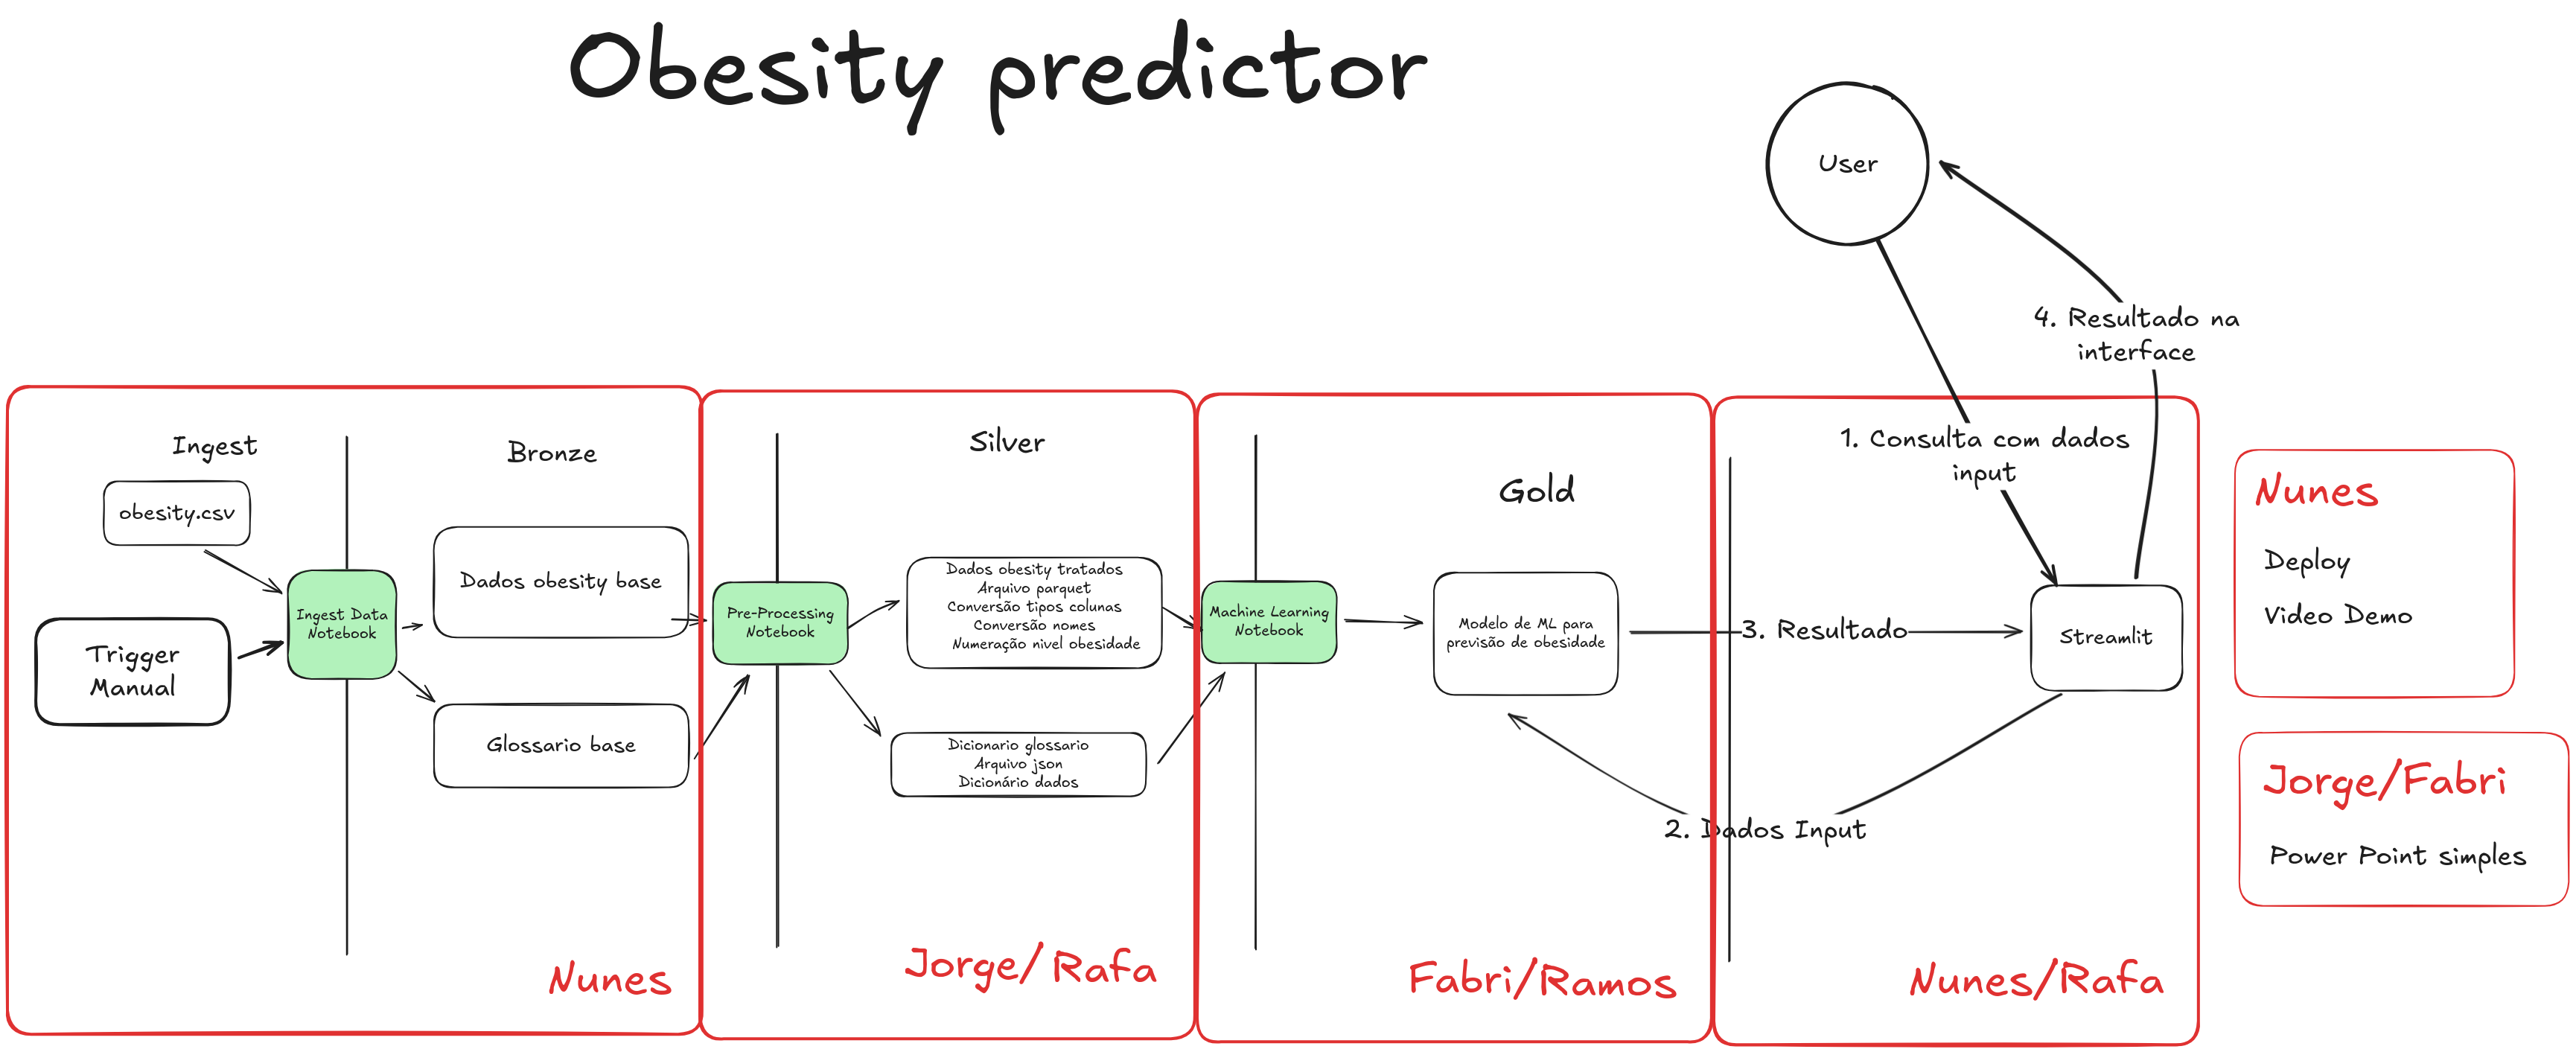 Obesity predictor
User
4. Resultado na
interface
1. Consulta com dados
input
Ingest
obesity.csv
Trigger
Manual
Ingest Data
Notebook
Bronze
Dados obesity base
Glossario base
Nunes
Pre-Processing
Notebook
Silver
Dados obesity tratados
Arquivo parquet
Conversão tipos colunas
Conversão nomes
Numeração nivel obesidade
Dicionario glossario
Arquivo json
Dicionário dados
Jorge/Rafa
Machine Learning
Notebook
Gold
Modelo de ML para
previsão de obesidade
Fabri/Ramos
3. Resultado
2. Dados Input
Streamlit
Nunes/Rafa
Nunes
Deploy
Video Demo
Jorge/Fabri
Power Point simples